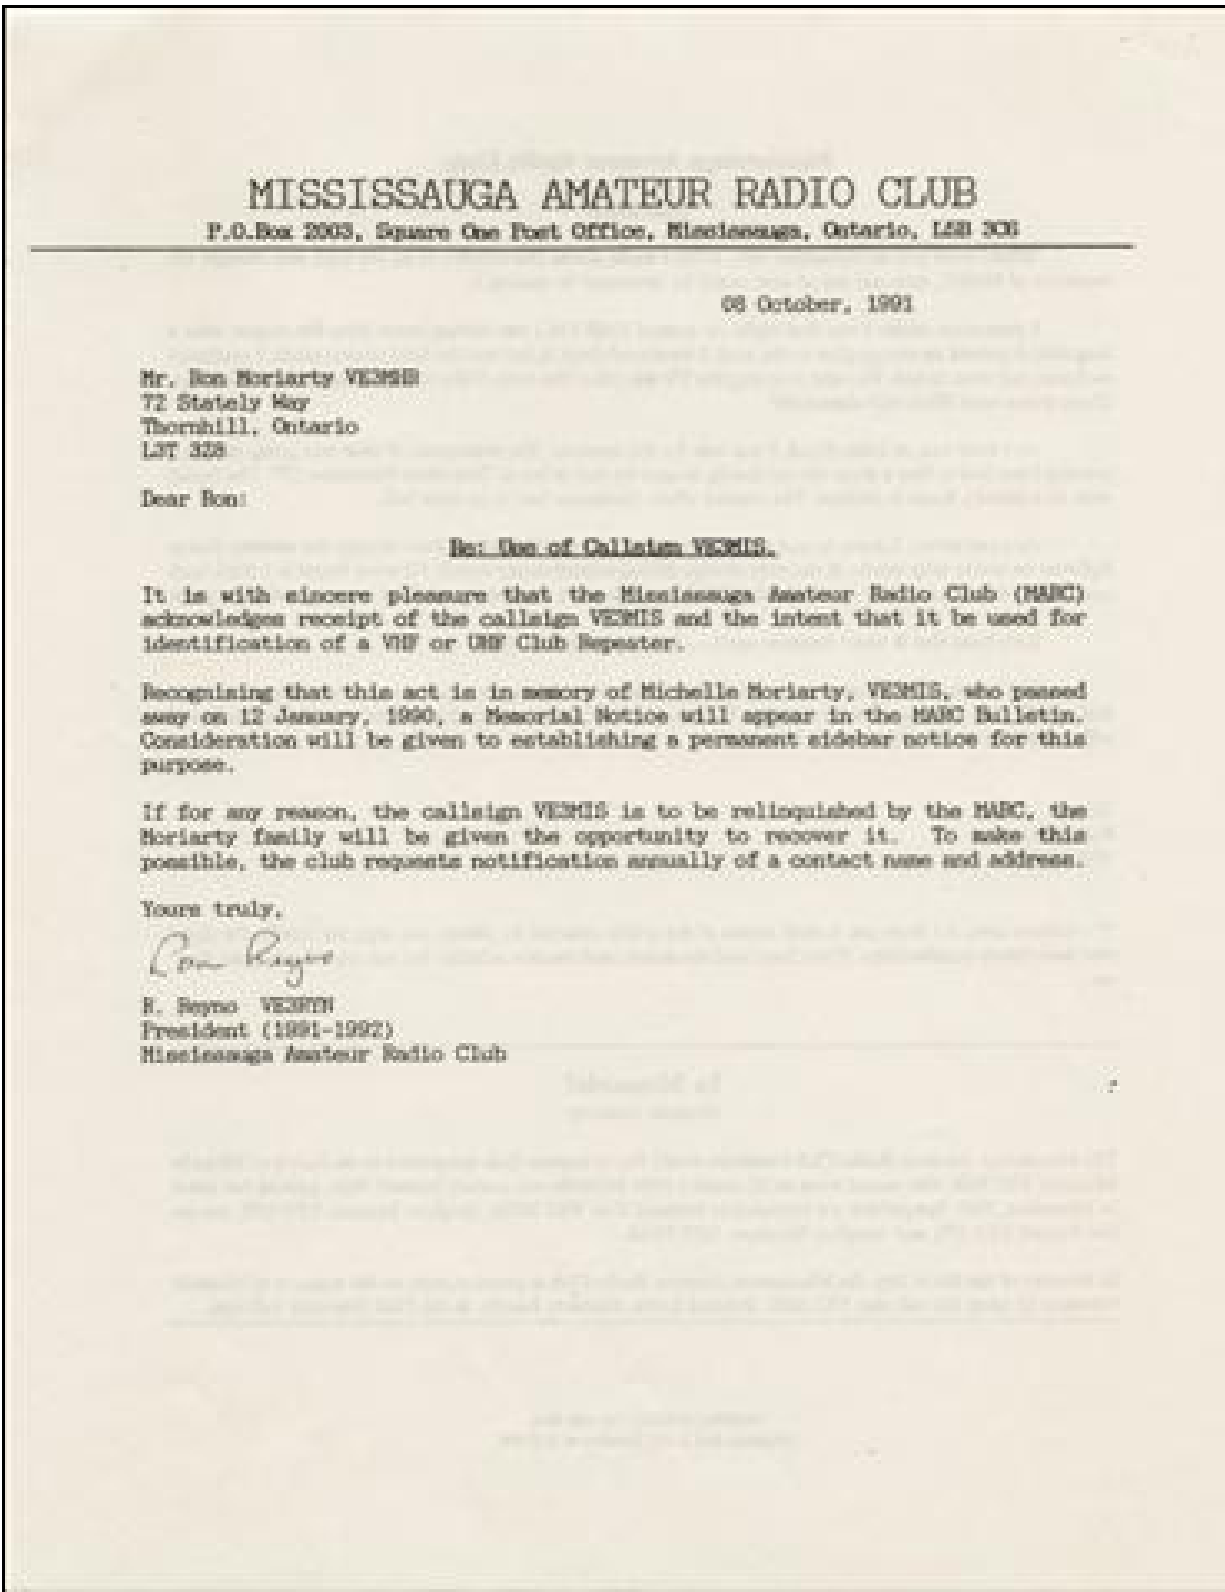 MISSISSAUGA AMATEUR RADIO CLUB
P.O.Box 2003, Square One Post Office, Mississauga, Ontario, L5B 3C6
08 October, 1991
Mr. Ron Moriarty
72 Stately Way
Thornhill, Ontario
L3T
Dear Ron:
Re: Use of Callsign VE3MIS.
It is with sincere pleasure that the Mississauga Amateur Radio Club (MARC)
acknowledges receipt of the callsign VE3MIS and the intent that it be used for
identification of a VHF or UHF Club Repeater.
Recognizing that this act is in memory of Michelle Moriarty, VE3MIS, who passed
away on 12 January, 1990, a Memorial Notice will appear in the MARC Bulletin.
Consideration will be given to establishing a permanent sidebar notice for this
purpose.
If for any reason, the callsign VE3MIS is to be relinquished by the MARC, the
Moriarty family will be given the opportunity to recover it. To make this
possible, the club requests notification annually of a contact name and address.
Yours truly,
Reyno
R. Reyno VE3RYN
President (1991-1992)
Mississauga Amateur Radio Club